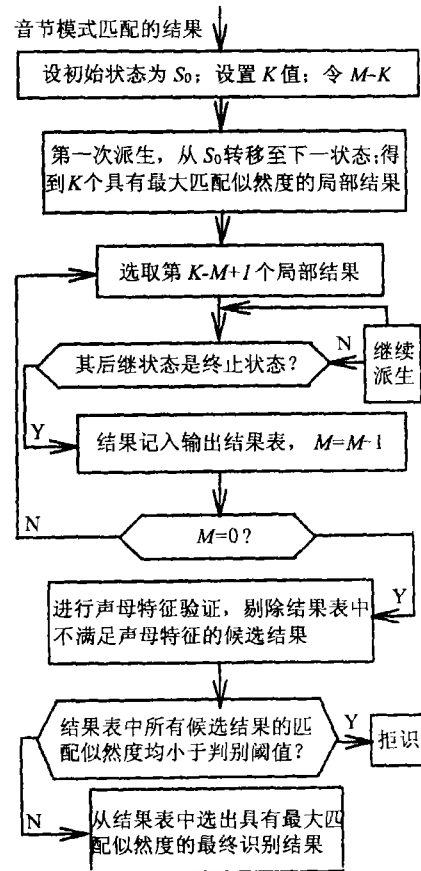 音节模式匹配的结果
设初始状态为 S₀；设置 K 值；令 M-K
第一次派生，从 S₀转移至下一状态;得
到K个具有最大匹配似然度的局部结果
选取第 K-M+1 个局部结果
其后继状态是终止状态？
N
继续
派生
Y
结果记入输出结果表， M=M-1
N
M=0？
Y
进行声母特征验证，剔除结果表中
不满足声母特征的候选结果
结果表中所有候选结果的匹
配似然度均小于判别阈值？
Y
拒识
N
从结果表中选出具有最大匹
配似然度的最终识别结果